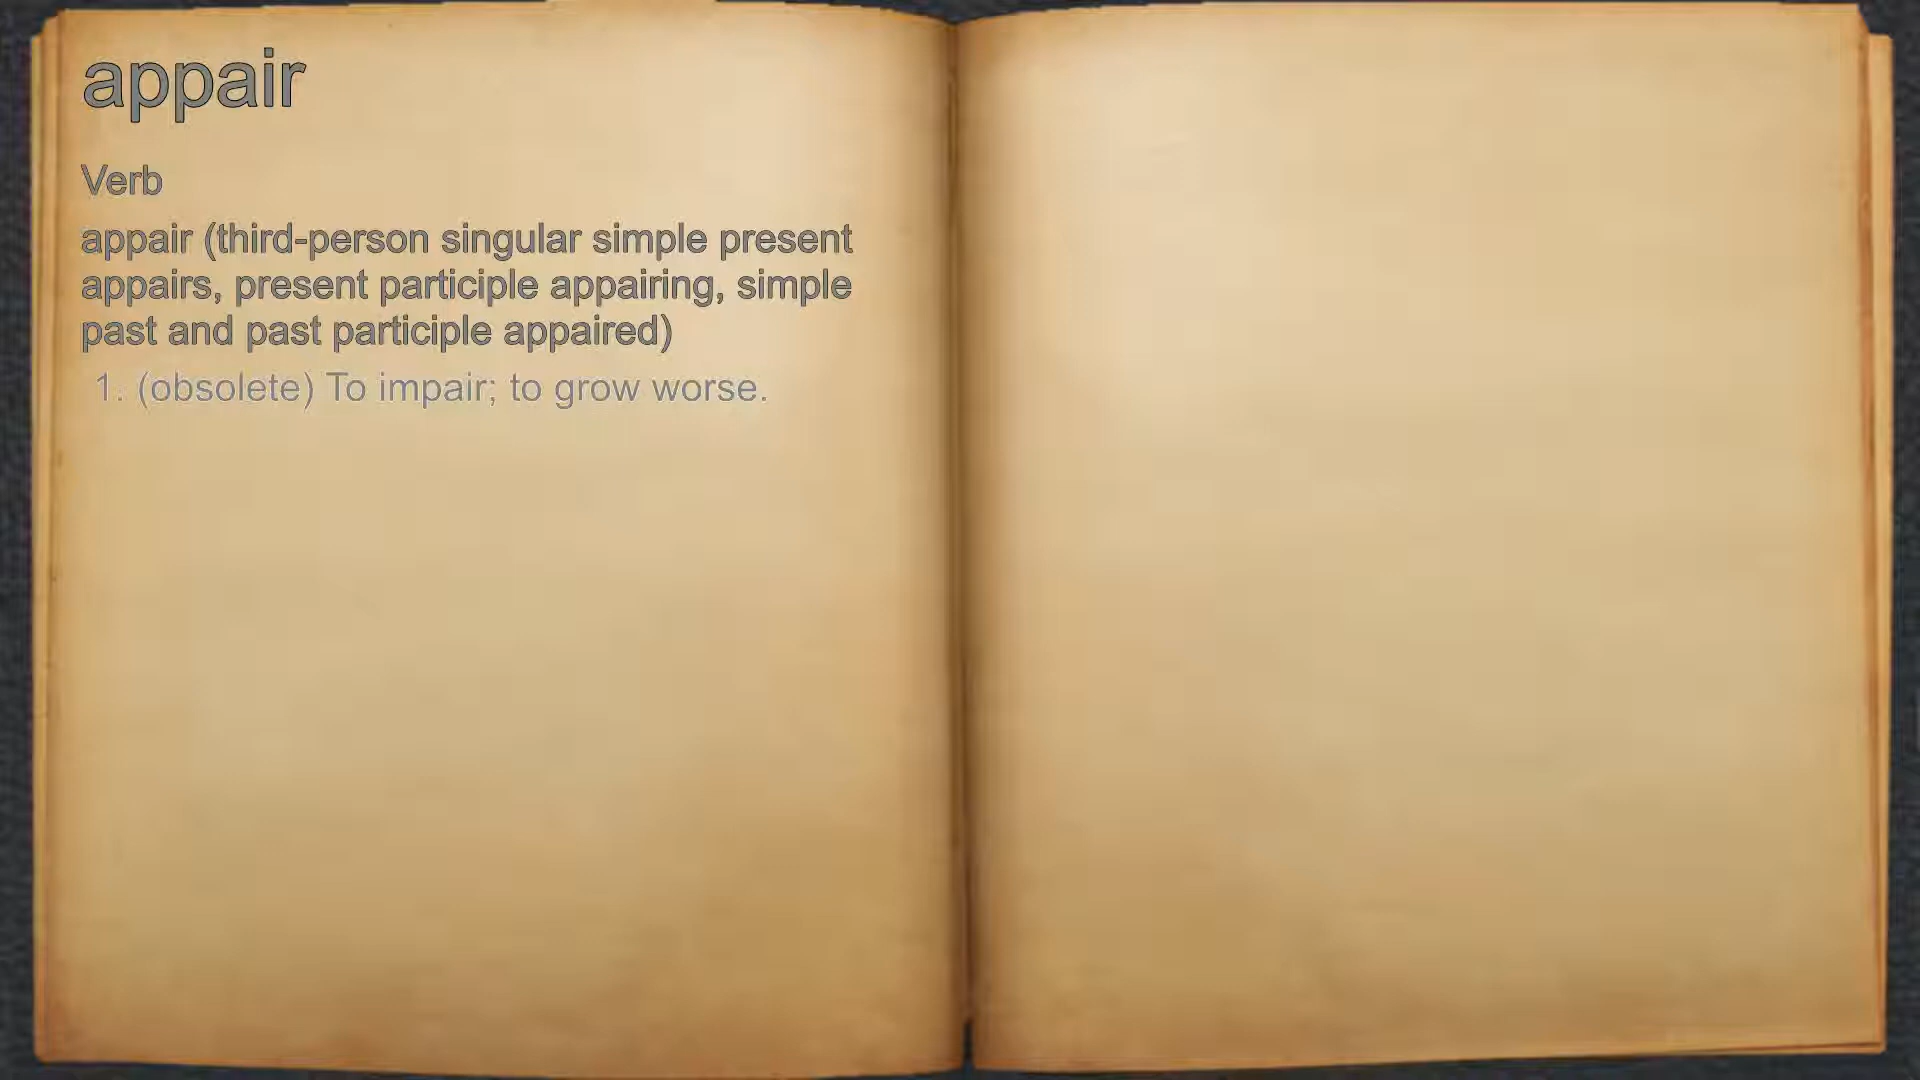 appair
Verb
appair (third-person singular simple present
appairs, present participle appairing, simple
past and past participle appaired)
1. (obsolete) To impair; to grow worse.